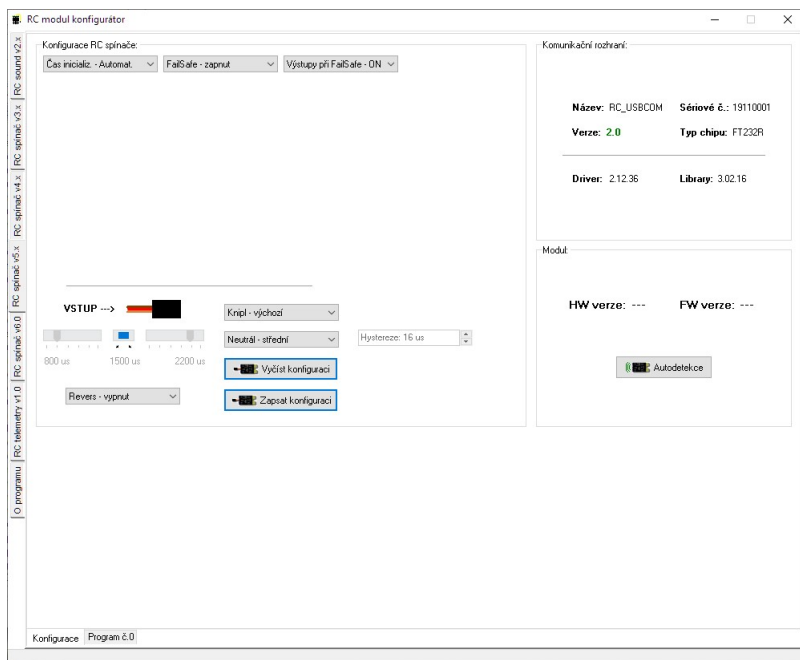 RC modul konfigurátor
RC sound v2.x
RC spínač v3.x
RC spínač v4.x
RC spínač v5.x
RC spínač v6.0
RC telemetry v1.0
O programu
Konfigurace RC spínače:
Čas inicializ. - Automat.
FailSafe - zapnut
Výstupy při FailSafe - ON
VSTUP --->
Knipl - výchozí
Neutrál - střední
Hystereze: 16 us
800 us
1500 us
2200 us
Vyčíst konfiguraci
Revers - vypnut
Zapsat konfiguraci
Komunikační rozhraní:
Název: RC_USBCOM Sériové č.: 19110001
Verze: 2.0 Typ chipu: FT232R
Driver: 2.12.36 Library: 3.02.16
Modul:
HW verze: --- FW verze: ---
Autodetekce
Konfigurace
Program č.0